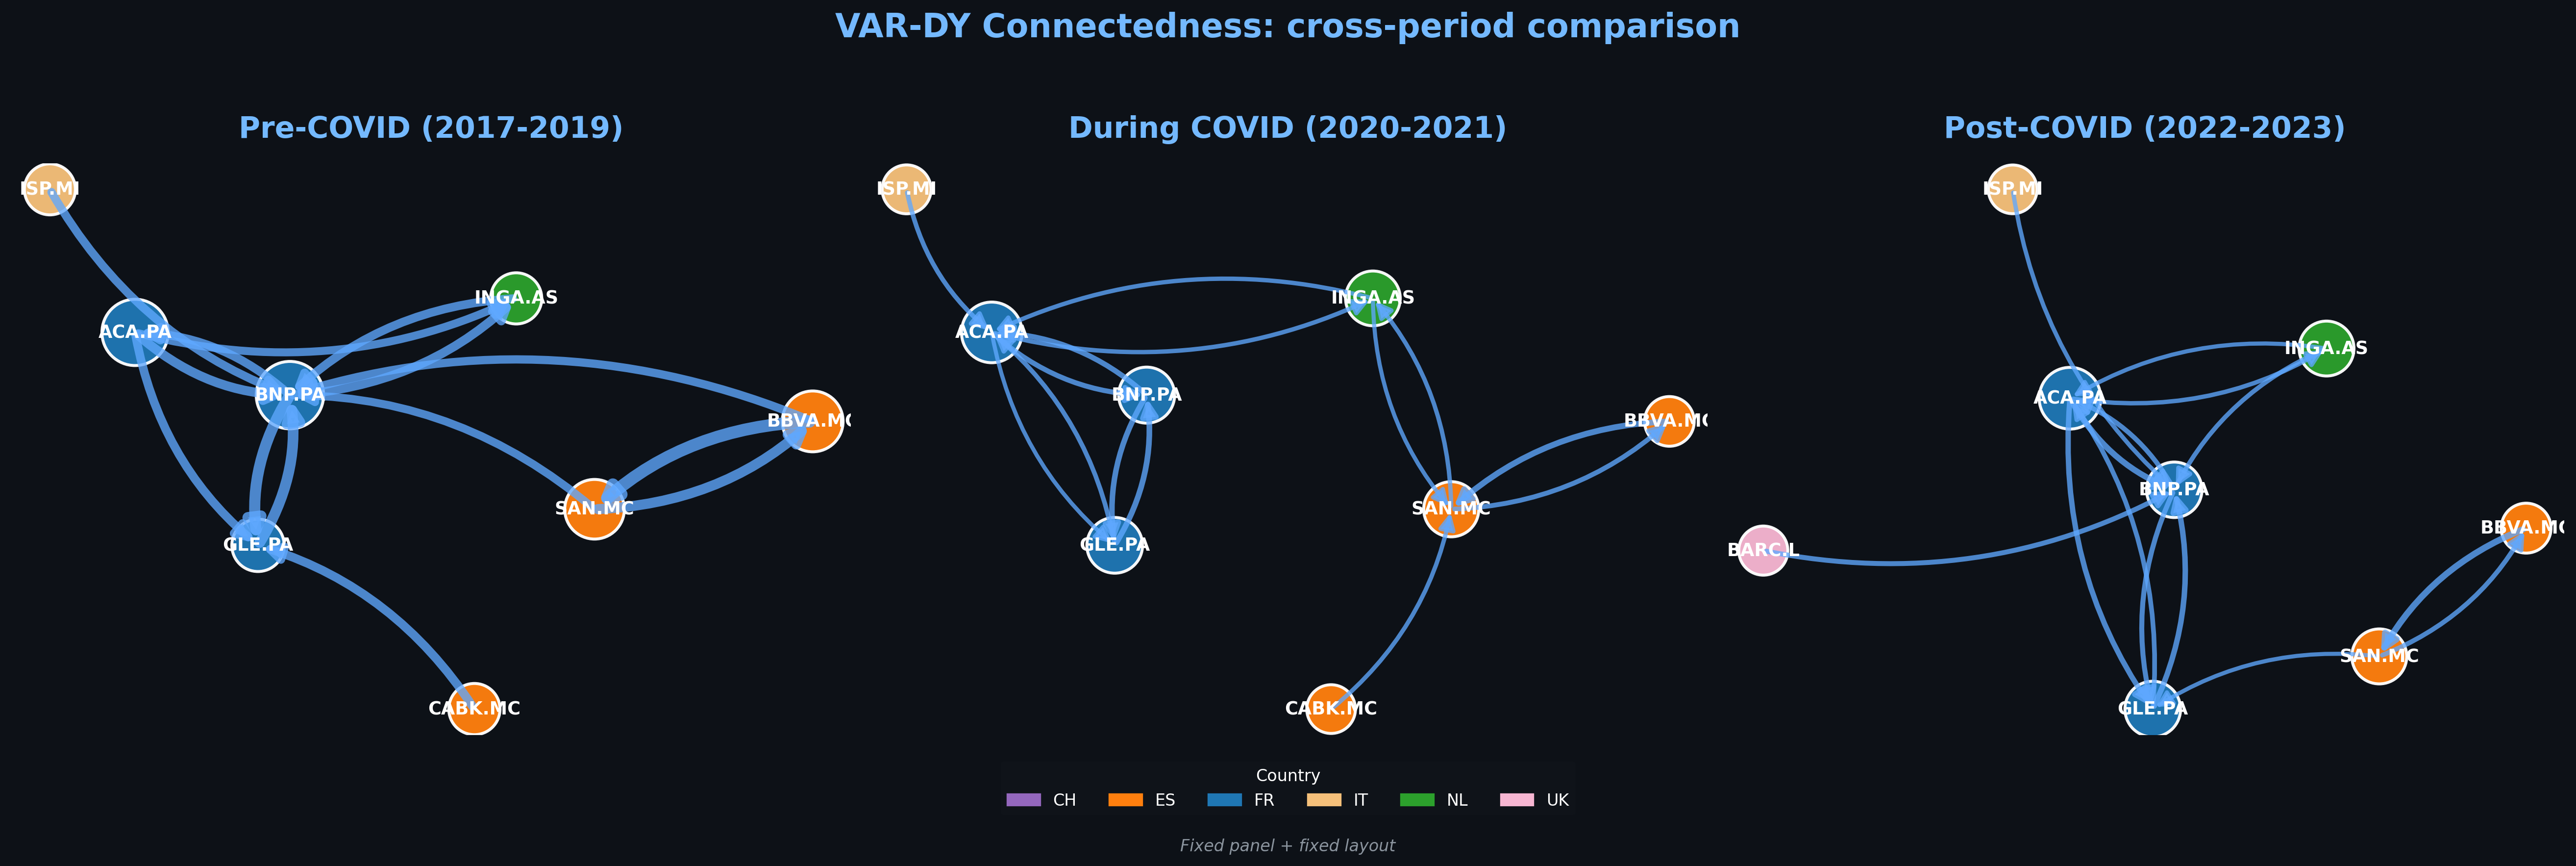 VAR-DY Connectedness: cross-period comparison
Pre-COVID (2017-2019)
ISP.MI
INGA.AS
ACA.PA
BNP.PA
BBVA.MC
SAN.MC
GLE.PA
CABK.MC
During COVID (2020-2021)
ISP.MI
INGA.AS
ACA.PA
BNP.PA
BBVA.MC
SAN.MC
GLE.PA
CABK.MC
Post-COVID (2022-2023)
ISP.MI
INGA.AS
ACA.PA
BNP.PA
BBVA.MC
BARC.L
SAN.MC
GLE.PA
Country
CH ES FR IT NL UK
Fixed panel + fixed layout